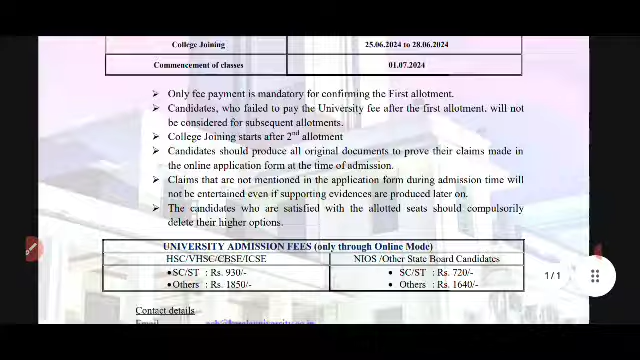 College Joining 25.06.2024 to 28.06.2024
Commencement of classes 01.07.2024
➢ Only fee payment is mandatory for confirming the First allotment.
➢ Candidates, who failed to pay the University fee after the first allotment, will not
be considered for subsequent allotments.
➢ College Joining starts after 2nd allotment
➢ Candidates should produce all original documents to prove their claims made in
the online application form at the time of admission.
➢ Claims that are not mentioned in the application form during admission time will
not be entertained even if supporting evidences are produced later on.
➢ The candidates who are satisfied with the allotted seats should compulsorily
delete their higher options.
UNIVERSITY ADMISSION FEES (only through Online Mode)
HSC/VHSC/CBSE/ICSE NIOS /Other State Board Candidates
•SC/ST : Rs. 930/- • SC/ST : Rs. 720/-
•Others : Rs. 1850/- • Others : Rs. 1640/-
1/1
Contact details
Email